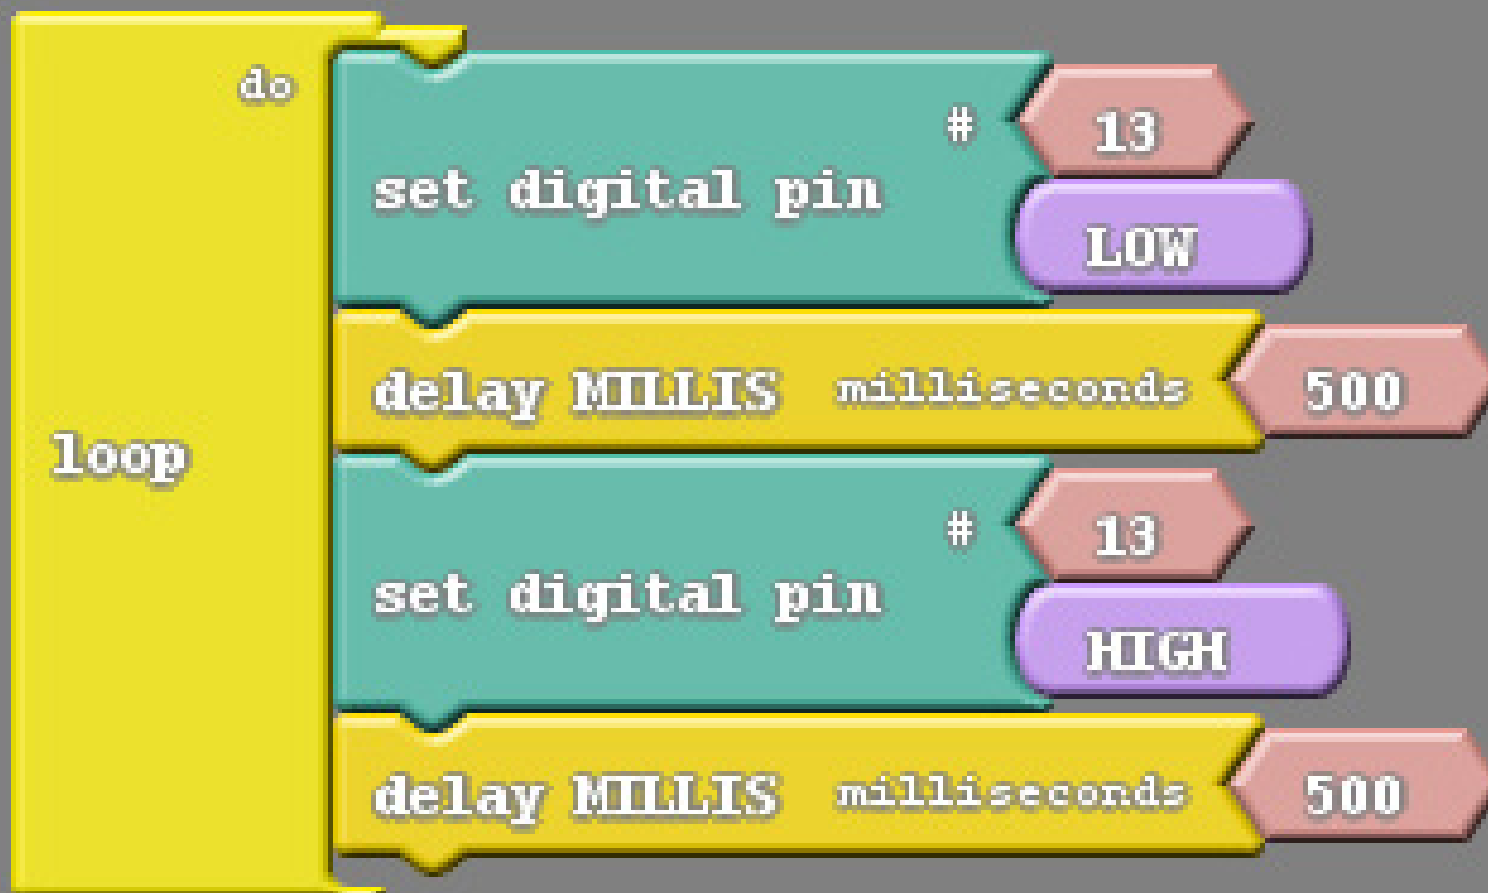 do
# 13
set digital pin
LOW
delay MILLIS milliseconds 500
loop
# 13
set digital pin
HIGH
delay MILLIS milliseconds 500